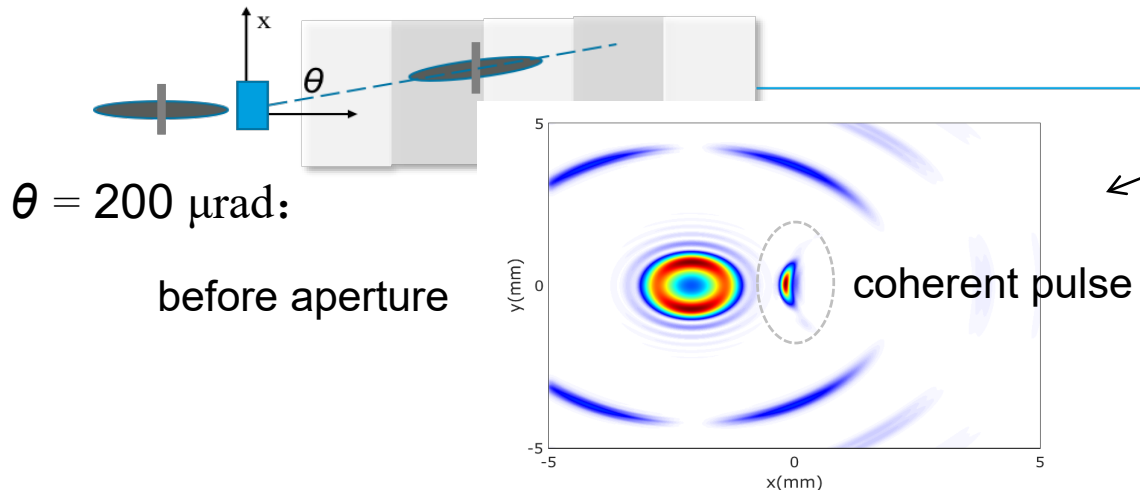 x
θ
θ = 200 μrad:
before aperture
coherent pulse
y(mm)
5
0
-5
-5
0
5
x(mm)